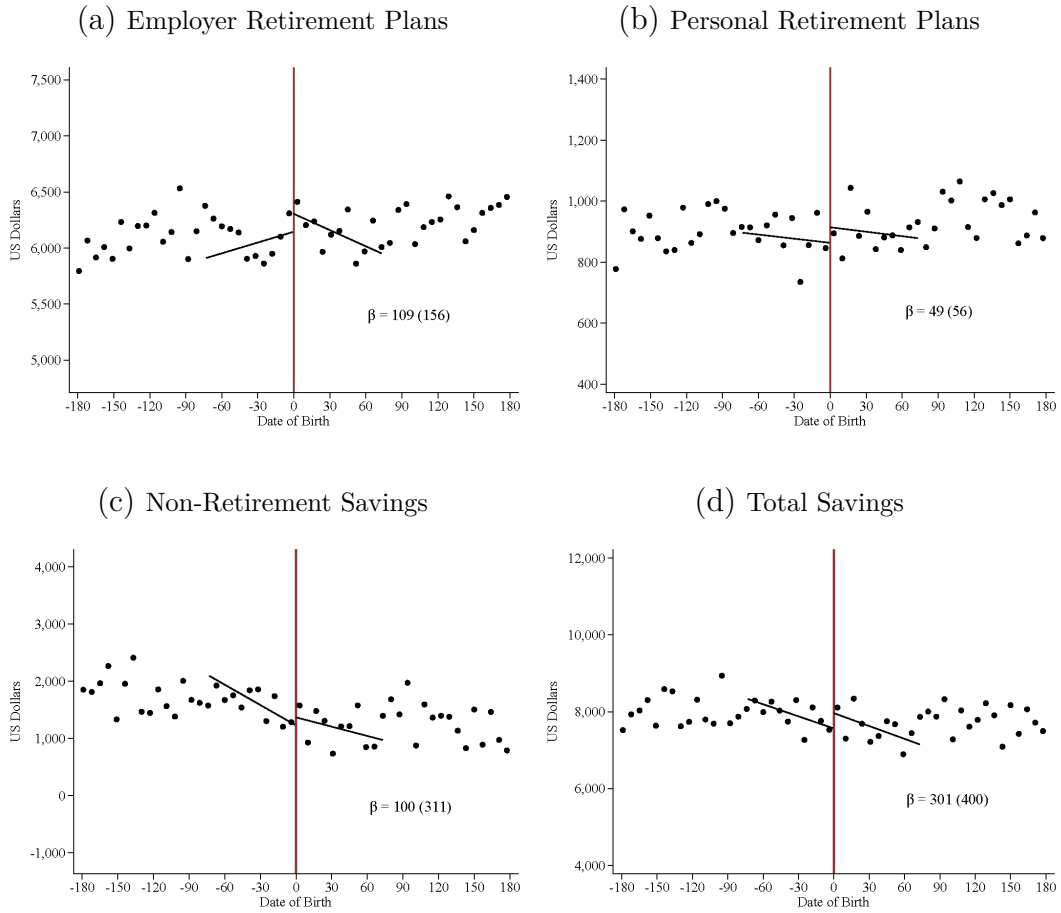 (a) Employer Retirement Plans
7,500
7,000
6,500
6,000
5,500
5,000
US Dollars
β = 109 (156)
-180 -150 -120 -90 -60 -30 0 30 60 90 120 150 180
Date of Birth
(b) Personal Retirement Plans
1,400
1,200
1,000
800
600
400
US Dollars
β = 49 (56)
-180 -150 -120 -90 -60 -30 0 30 60 90 120 150 180
Date of Birth
(c) Non-Retirement Savings
4,000
3,000
2,000
1,000
0
-1,000
US Dollars
β = 100 (311)
-180 -150 -120 -90 -60 -30 0 30 60 90 120 150 180
Date of Birth
(d) Total Savings
12,000
10,000
8,000
6,000
4,000
US Dollars
β = 301 (400)
-180 -150 -120 -90 -60 -30 0 30 60 90 120 150 180
Date of Birth